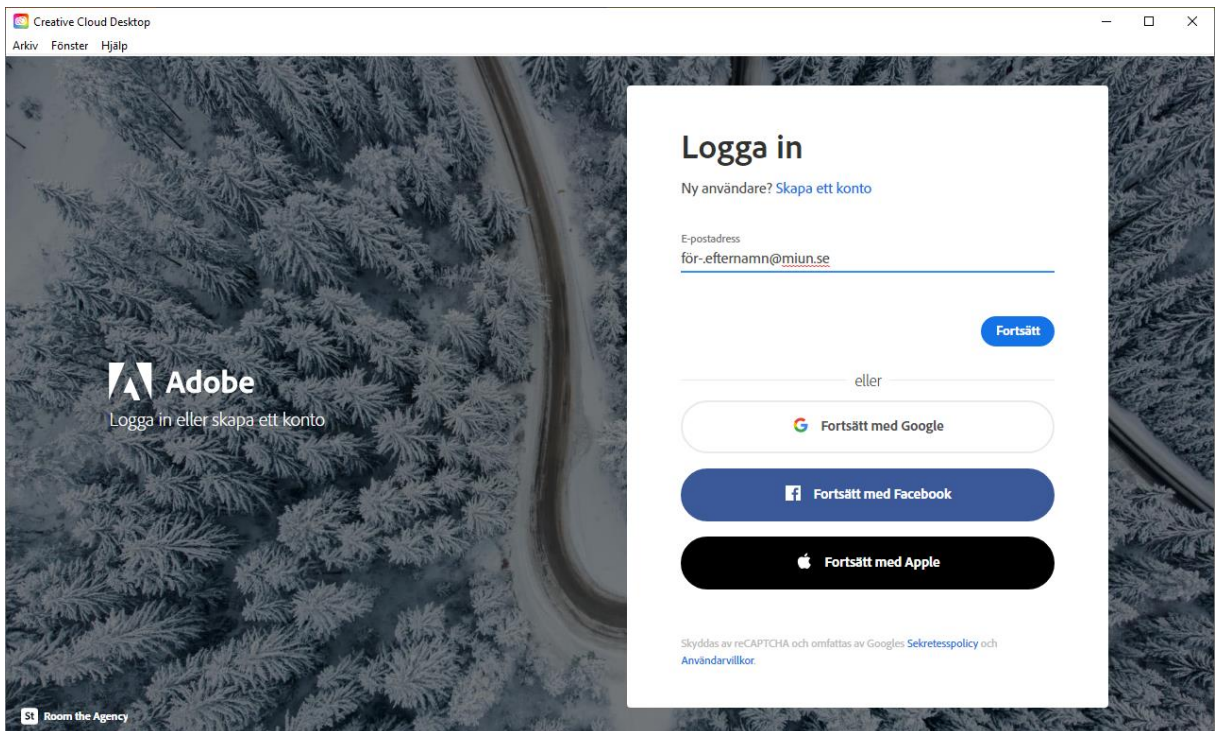 Creative Cloud Desktop
Arkiv Fönster Hjälp
Logga in
Ny användare? Skapa ett konto
E-postadress
för-.efternamn@miun.se
Fortsätt
eller
Fortsätt med Google
Fortsätt med Facebook
Fortsätt med Apple
Skyddas av reCAPTCHA och omfattas av Googles Sekretesspolicy och
Användarvillkor.
Adobe
Logga in eller skapa ett konto
St Room the Agency